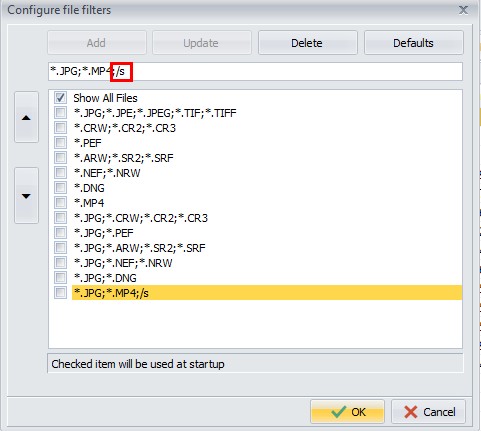 Configure file filters
Add Update Delete Defaults
*.JPG;*.MP4;/s
Show All Files
*.JPG;*.JPE;*.JPEG;*.TIF;*.TIFF
*.CRW;*.CR2;*.CR3
*.PEF
*.ARW;*.SR2;*.SRF
*.NEF;*.NRW
*.DNG
*.MP4
*.JPG;*.CRW;*.CR2;*.CR3
*.JPG;*.PEF
*.JPG;*.ARW;*.SR2;*.SRF
*.JPG;*.NEF;*.NRW
*.JPG;*.DNG
*.JPG;*.MP4;/s
Checked item will be used at startup
OK Cancel